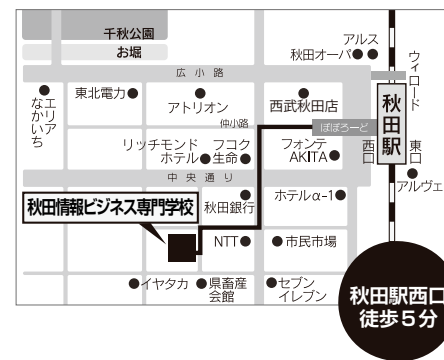 千秋公園
お堀
アルス
秋田オーパ
ウィロード
広小路
エリア
なかいち
東北電力
アトリオン
西武秋田店
秋田駅
仲小路
ぽぽろーど
西口
東口
リッチモンド
ホテル
フコク
生命
フォンテ
AKITA
アルヴェ
中央通り
秋田情報ビジネス専門学校
秋田銀行
ホテルα-1
NTT
市民市場
イヤタカ
県畜産
会館
セブン
イレブン
秋田駅西口
徒歩5分